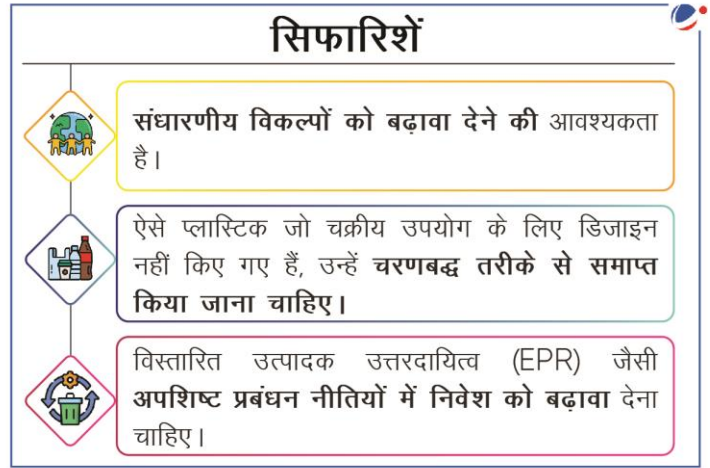 सिफारिशें
संधारणीय विकल्पों को बढ़ावा देने की आवश्यकता
है।
ऐसे प्लास्टिक जो चक्रीय उपयोग के लिए डिजाइन
नहीं किए गए हैं, उन्हें चरणबद्ध तरीके से समाप्त
किया जाना चाहिए।
विस्तारित उत्पादक उत्तरदायित्व (EPR) जैसी
अपशिष्ट प्रबंधन नीतियों में निवेश को बढ़ावा देना
चाहिए।